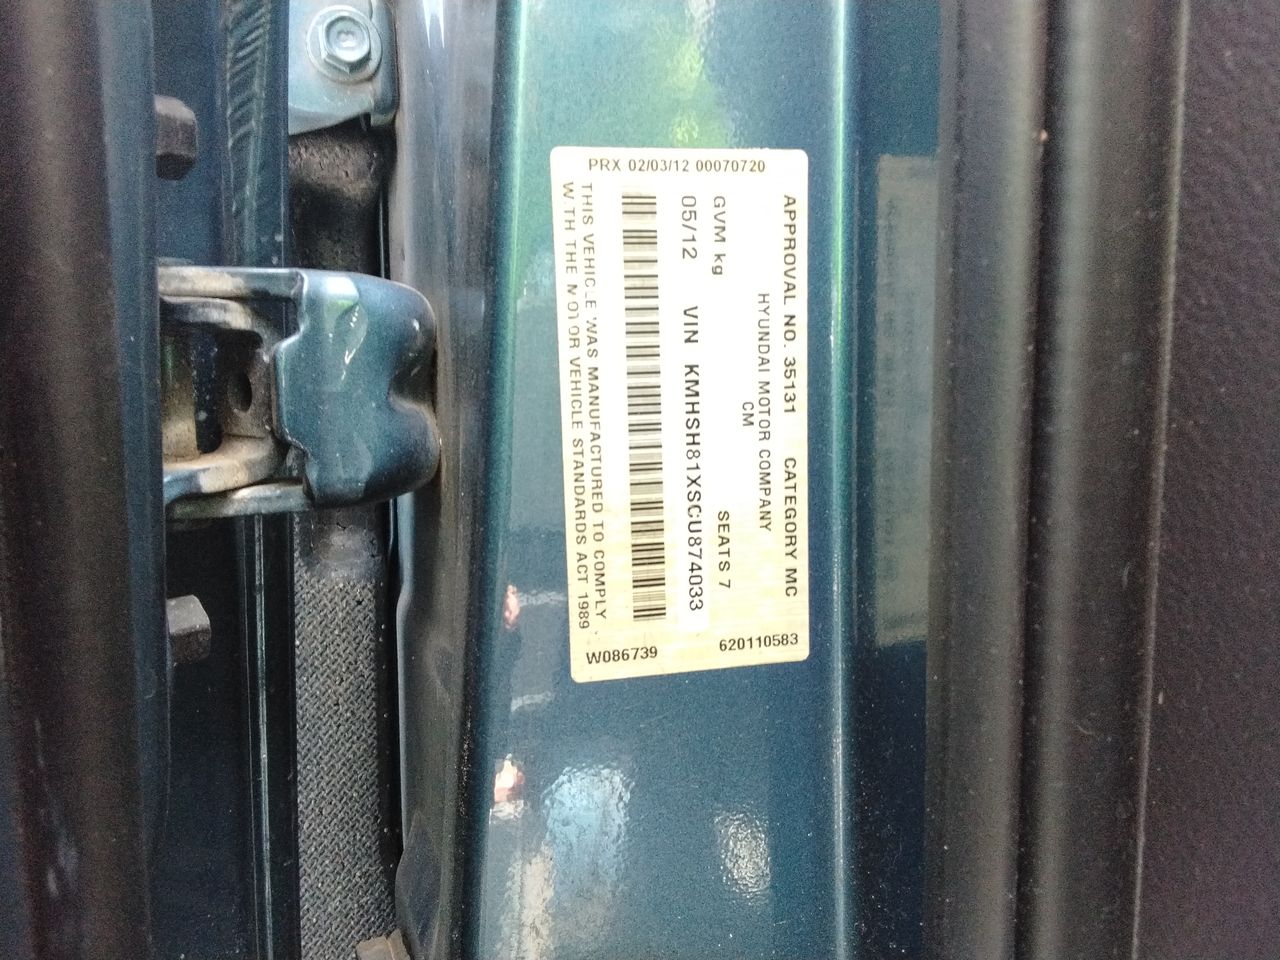 PRX 02/03/12 00070720
APPROVAL NO. 35131 CATEGORY MC
HYUNDAI MOTOR COMPANY
CM
GVM kg SEATS 7
05/12 VIN KMHSH81XSCU874033
THIS VEHICLE WAS MANUFACTURED TO COMPLY
WITH THE MOTOR VEHICLE STANDARDS ACT 1989
W086739 620110583